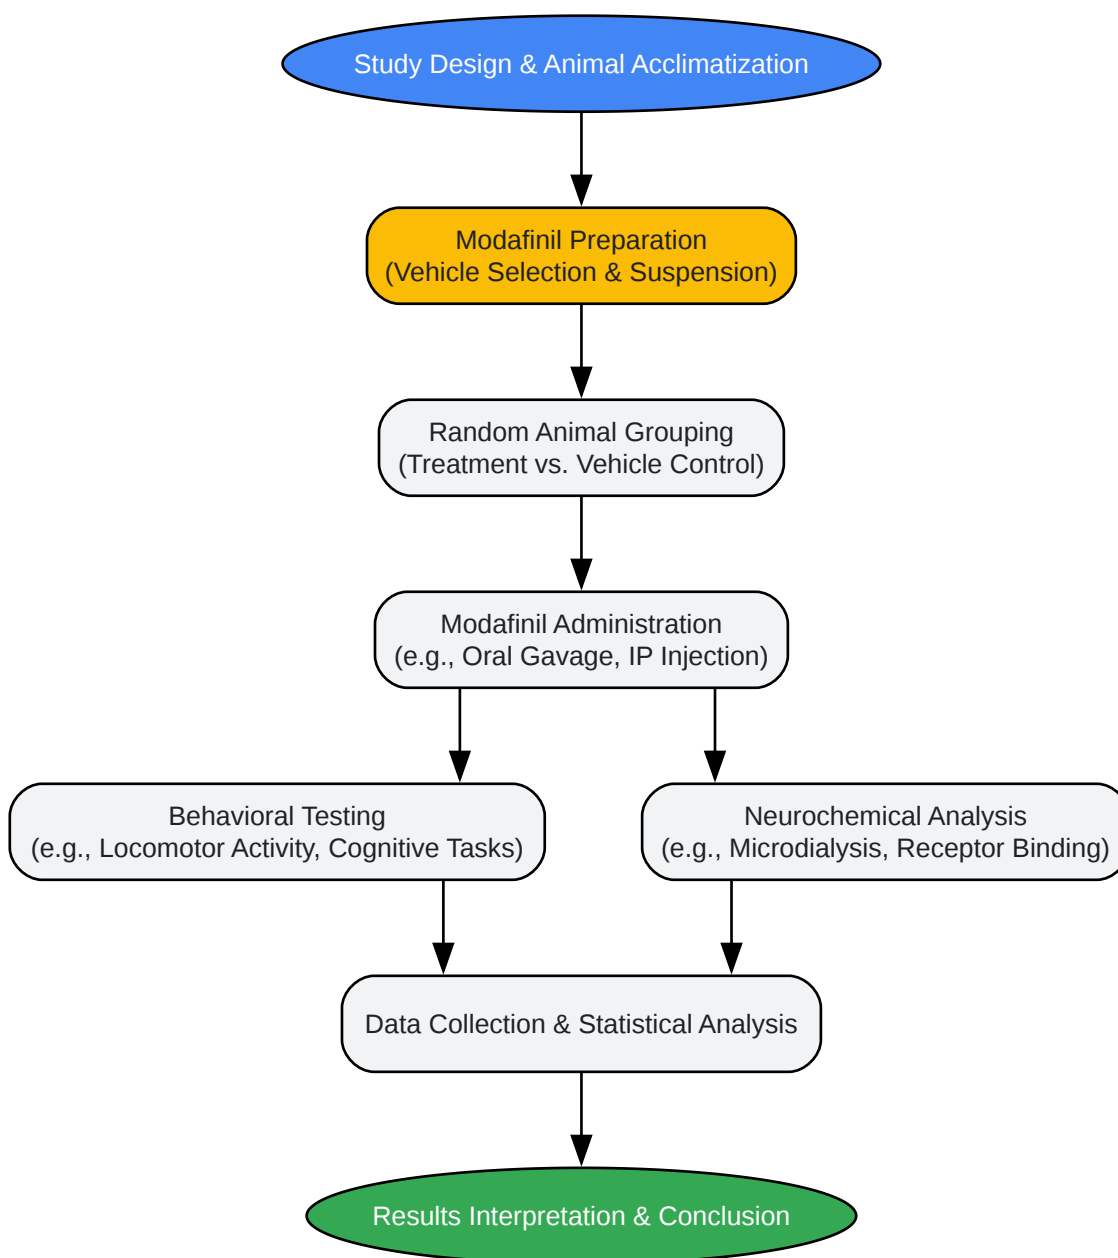 Study Design & Animal Acclimatization
Modafinil Preparation
(Vehicle Selection & Suspension)
Random Animal Grouping
(Treatment vs. Vehicle Control)
Modafinil Administration
(e.g., Oral Gavage, IP Injection)
Behavioral Testing
(e.g., Locomotor Activity, Cognitive Tasks)
Neurochemical Analysis
(e.g., Microdialysis, Receptor Binding)
Data Collection & Statistical Analysis
Results Interpretation & Conclusion